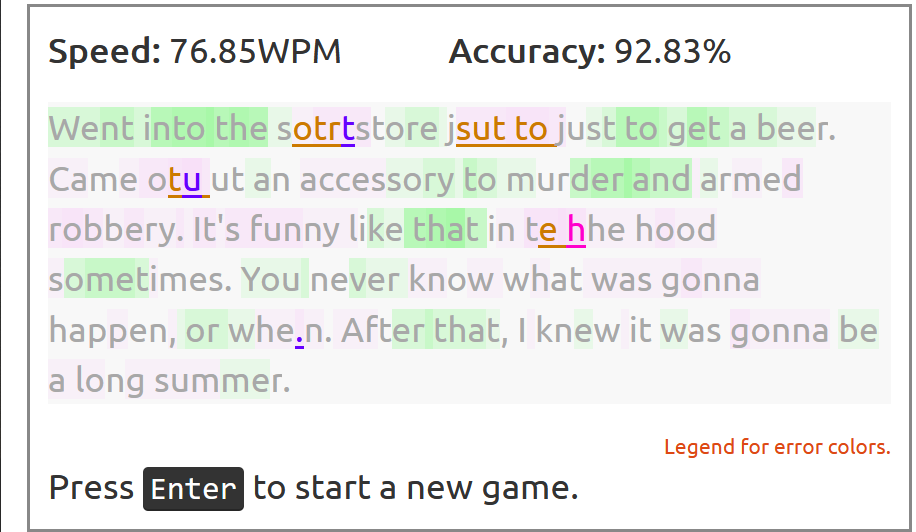 Speed: 76.85WPM Accuracy: 92.83%
Went into the sotrtstore jsut to just to get a beer.
Came otu ut an accessory to murder and armed
robbery. It's funny like that in te hhe hood
sometimes. You never know what was gonna
happen, or whe.n. After that, I knew it was gonna be
a long summer.
Legend for error colors.
Press Enter to start a new game.